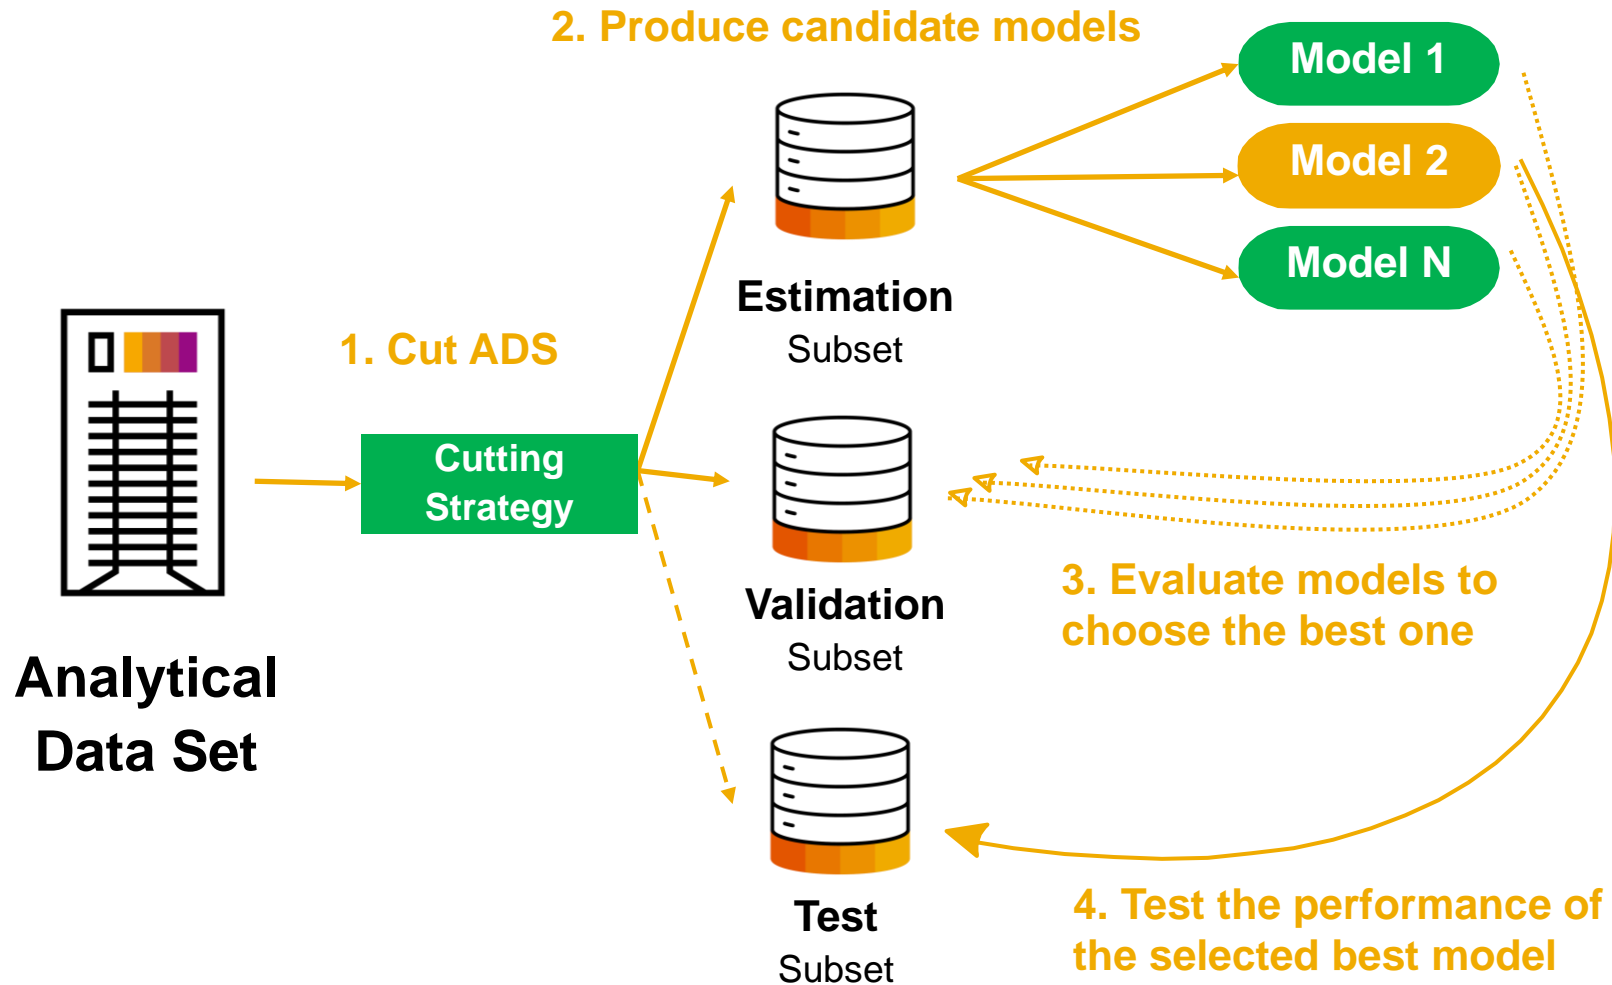 2. Produce candidate models
Model 1
Model 2
Model N
Estimation
Subset
1. Cut ADS
Cutting
Strategy
Validation
Subset
3. Evaluate models to
choose the best one
Analytical
Data Set
Test
Subset
4. Test the performance of
the selected best model